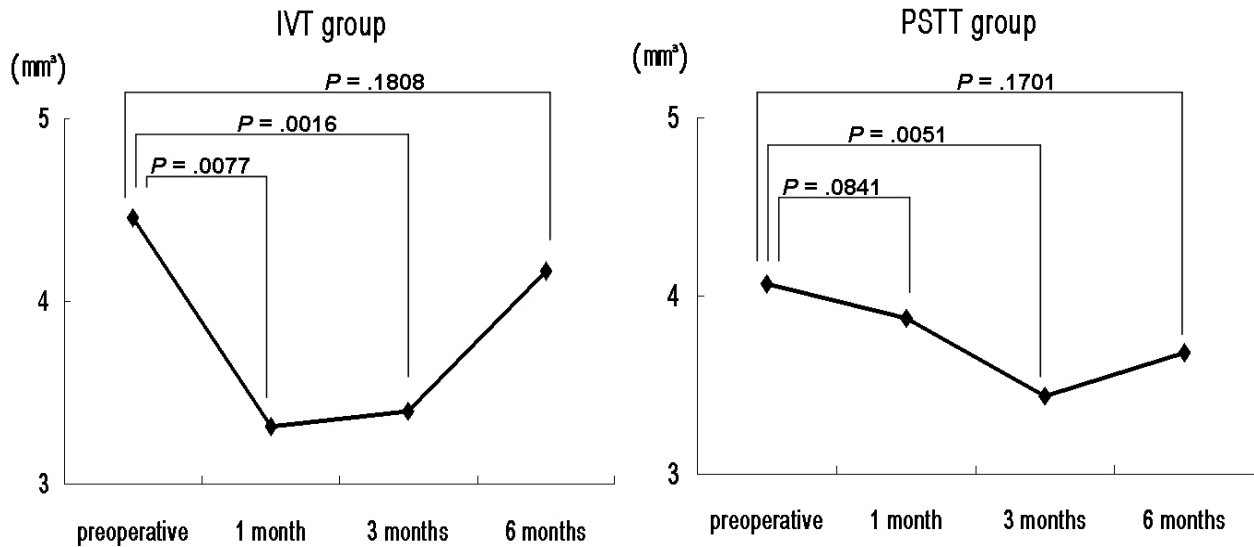 IVT group
(mm³)
P = .1808
5
P = .0016
P = .0077
4
3
preoperative 1 month 3 months 6 months
PSTT group
(mm³)
P = .1701
5
P = .0051
P = .0841
4
3
preoperative 1 month 3 months 6 months